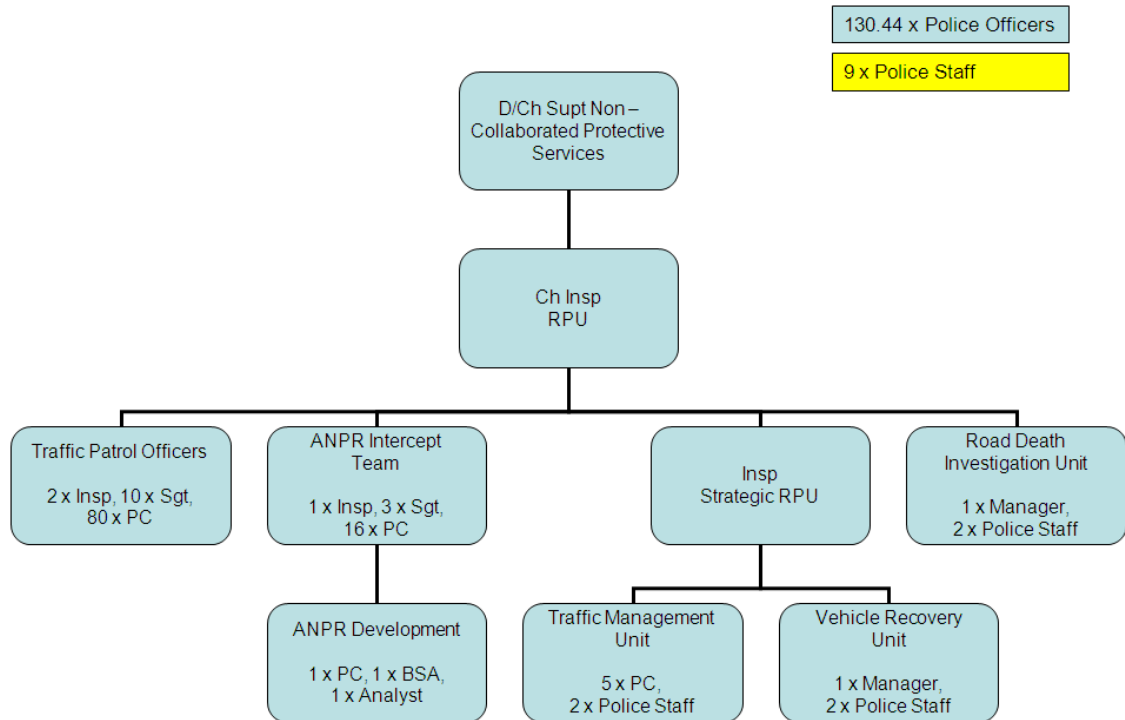 130.44 x Police Officers
9 x Police Staff
D/Ch Supt Non –
Collaborated Protective
Services
Ch Insp
RPU
Traffic Patrol Officers
2 x Insp, 10 x Sgt,
80 x PC
ANPR Intercept
Team
1 x Insp, 3 x Sgt,
16 x PC
Insp
Strategic RPU
Road Death
Investigation Unit
1 x Manager,
2 x Police Staff
ANPR Development
1 x PC, 1 x BSA,
1 x Analyst
Traffic Management
Unit
5 x PC,
2 x Police Staff
Vehicle Recovery
Unit
1 x Manager,
2 x Police Staff